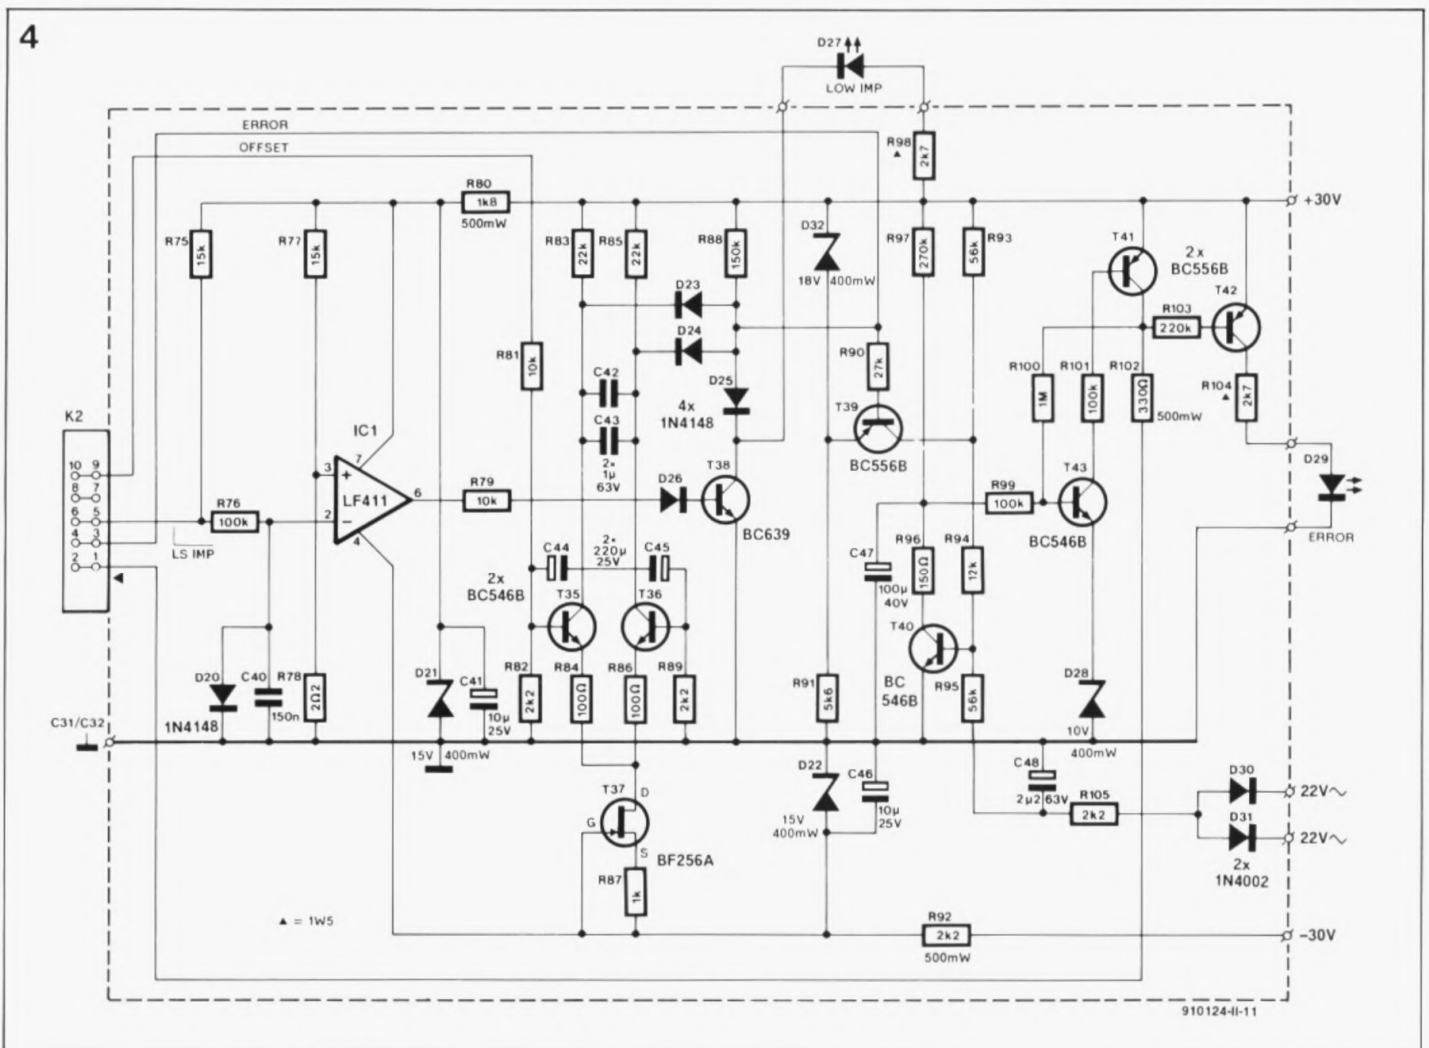 4
D27
LOW IMP
ERROR
OFFSET
R98
▲
2k7
R80
1k8
500mW
+30V
R75
15k
R77
15k
R83
22k
R85
22k
R88
150k
D32
18V 400mW
R97
270k
R93
56k
T41
2x
BC556B
T42
D23
D24
R103
220k
R81
10k
R90
27k
C42
D25
R100
1M
R101
100k
R102
330Ω
500mW
R104
▲
2k7
4x
1N4148
K2
C43
2x
1µ
63V
T39
BC556B
IC1
D29
10 9
8 7
6 5
4 3
2 1
3
+
7
LF411
6
2
−
4
R79
10k
D26
T38
BC639
T43
R99
100k
BC546B
R76
100k
LS IMP
ERROR
◀
C44
2x
220µ
25V
C45
C47
100µ
40V
R96
150Ω
R94
12k
2x
BC546B
T35
T36
T40
BC
546B
D20
1N4148
C40
150n
R78
2Ω2
D21
C41
10µ
25V
R82
2k2
R84
100Ω
R86
100Ω
R89
2k2
R91
5k6
R95
56k
D28
10V
400mW
C31/C32
15V 400mW
D22
15V
400mW
C46
10µ
25V
C48
2µ2 63V
R105
2k2
D30
22V~
D31
22V~
2x
1N4002
T37
D
G
S
BF256A
R87
1k
▲ = 1W5
R92
2k2
500mW
−30V
910124-II-11